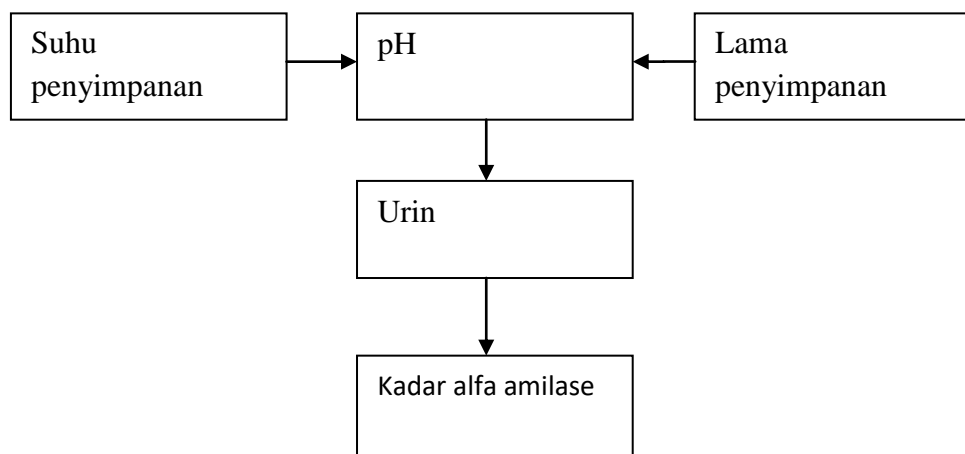 Suhu
penyimpanan
pH
Lama
penyimpanan
Urin
Kadar alfa amilase